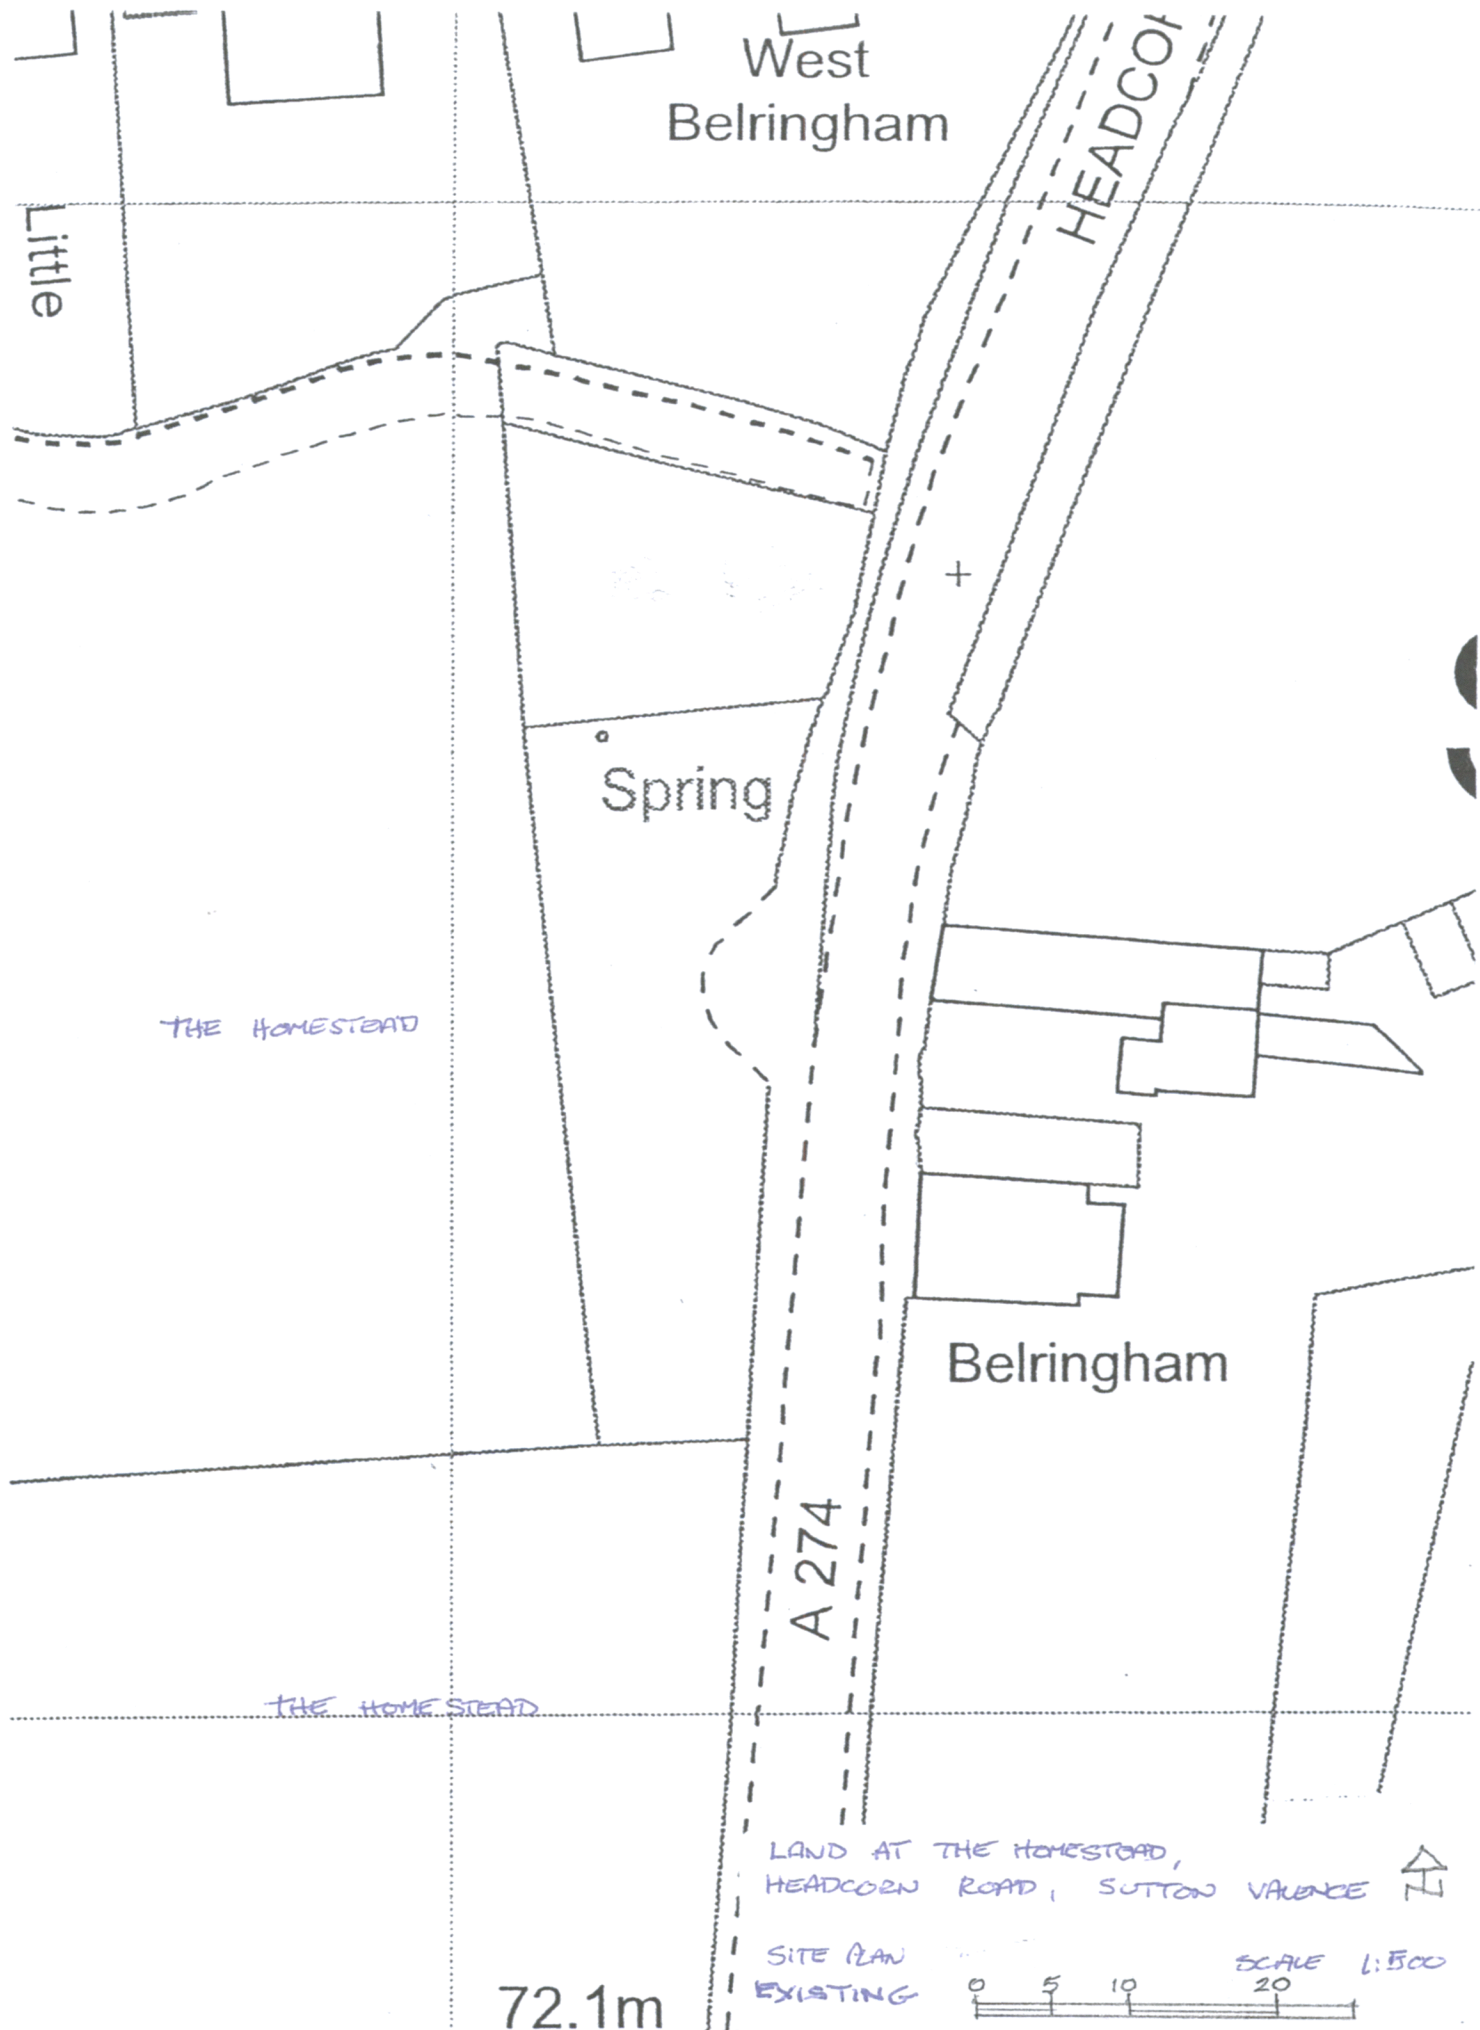 West
Belringham
HEADCO
Little
Spring
THE HOMESTEAD
Belringham
A 274
THE HOMESTEAD
LAND AT THE HOMESTEAD,
HEADCORN ROAD, SUTTON VALENCE
N
SITE PLAN
EXISTING
SCALE 1:500
0 5 10 20
72.1m